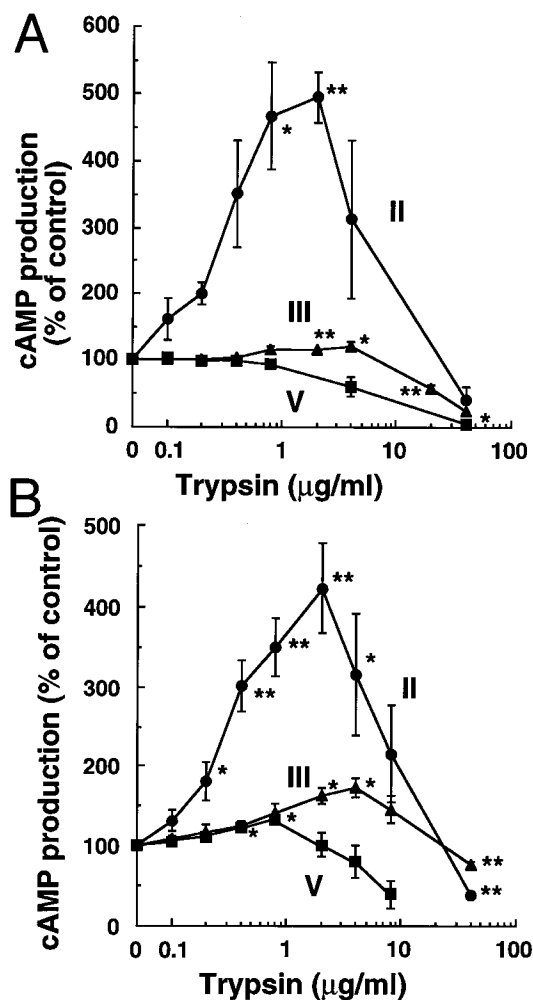 A
600
500
400
300
200
100
0
cAMP production
(% of control)
*
**
II
III
**
*
**
V
*
0 0.1 1 10 100
Trypsin (μg/ml)
B
500
400
300
200
100
0
cAMP production (% of control)
**
**
**
*
*
II
III
*
*
*
*
V
**
**
0 0.1 1 10 100
Trypsin (μg/ml)